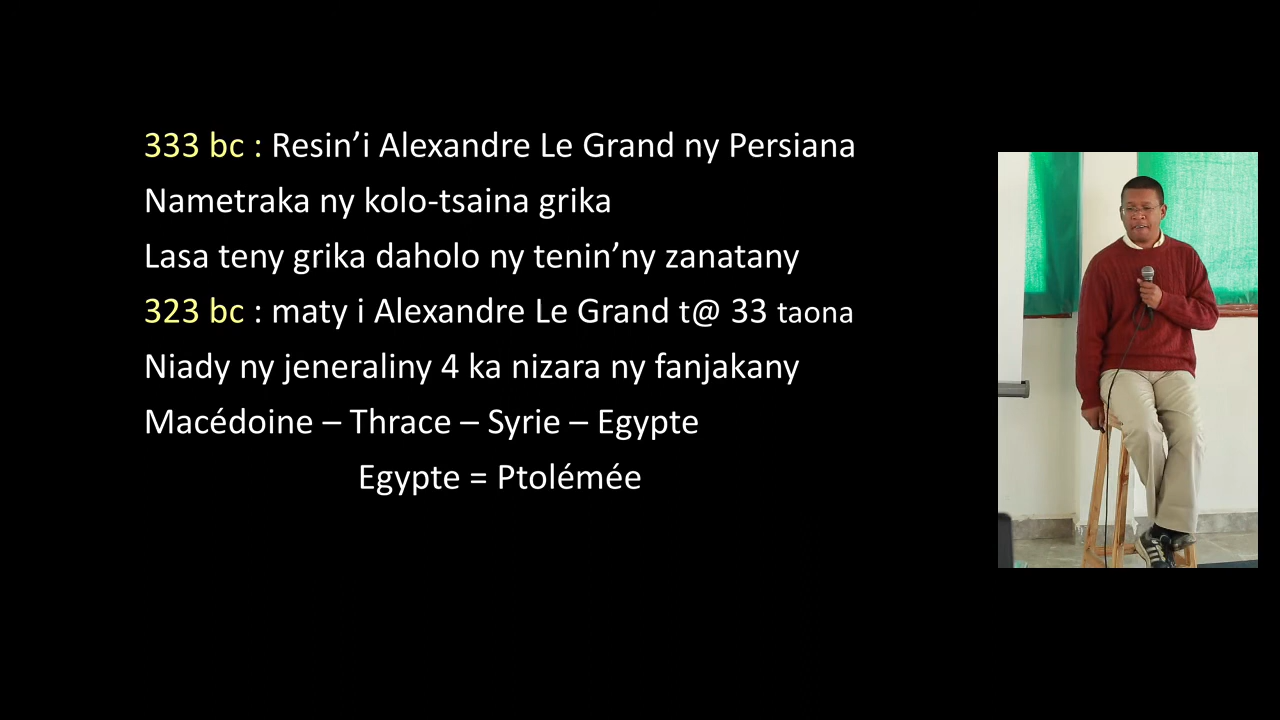 333 bc : Resin’i Alexandre Le Grand ny Persiana
Nametraka ny kolo-tsaina grika
Lasa teny grika daholo ny tenin’ny zanatany
323 bc : maty i Alexandre Le Grand t@ 33 taona
Niady ny jeneraliny 4 ka nizara ny fanjakany
Macédoine – Thrace – Syrie – Egypte
Egypte = Ptolémée